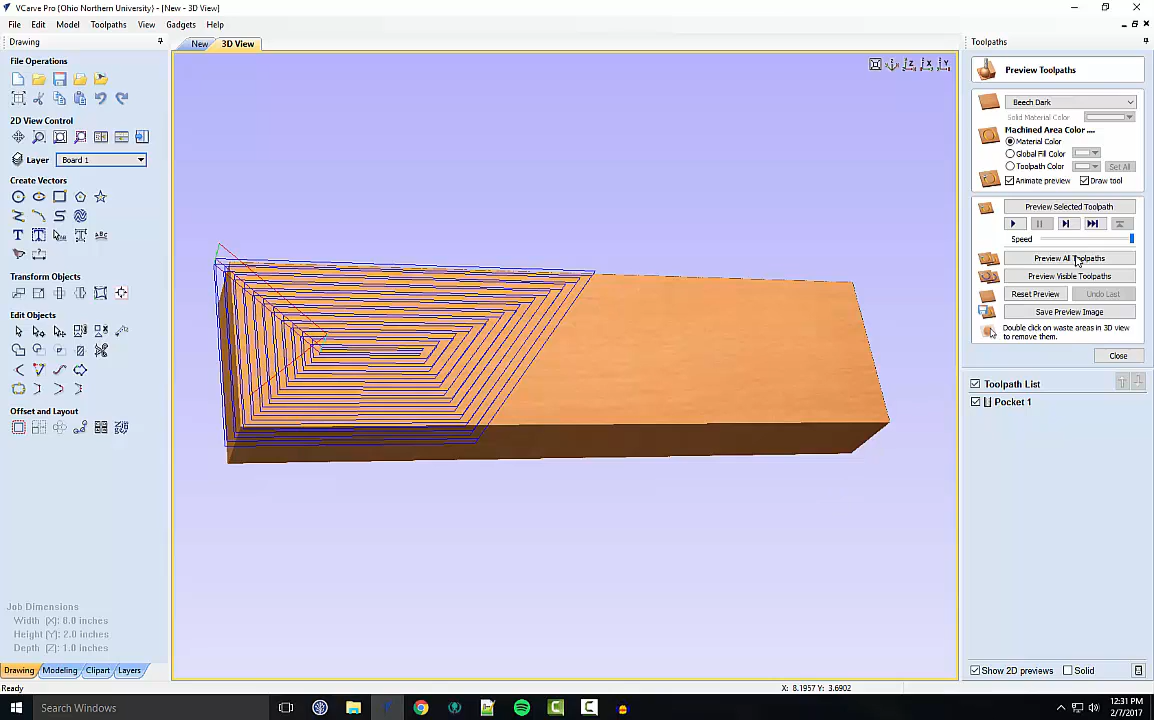 VCarve Pro {Ohio Northern University} - [New - 3D View]
File Edit Model Toolpaths View Gadgets Help
Drawing
File Operations
2D View Control
Layer Board 1
Create Vectors
Transform Objects
Edit Objects
Job Dimensions
Width (X): 8.0 inches
Height (Y): 2.0 inches
Depth (Z): 1.0 inches
Drawing Modeling Clipart Layers
Ready
New 3D View
X: 8.1957 Y: 3.6902
Toolpaths
Preview Toolpaths
Beech Dark
Solid Material Color
Machined Area Color ....
Material Color
Global Fill Color
Toolpath Color Set All
Animate preview Draw tool
Preview Selected Toolpath
Speed
Preview All Toolpaths
Preview Visible Toolpaths
Reset Preview Undo Last
Save Preview Image
Double click on waste areas in 3D view
to remove them.
Close
Toolpath List
Pocket 1
Show 2D previews Solid
Search Windows
12:31 PM
2/7/2017